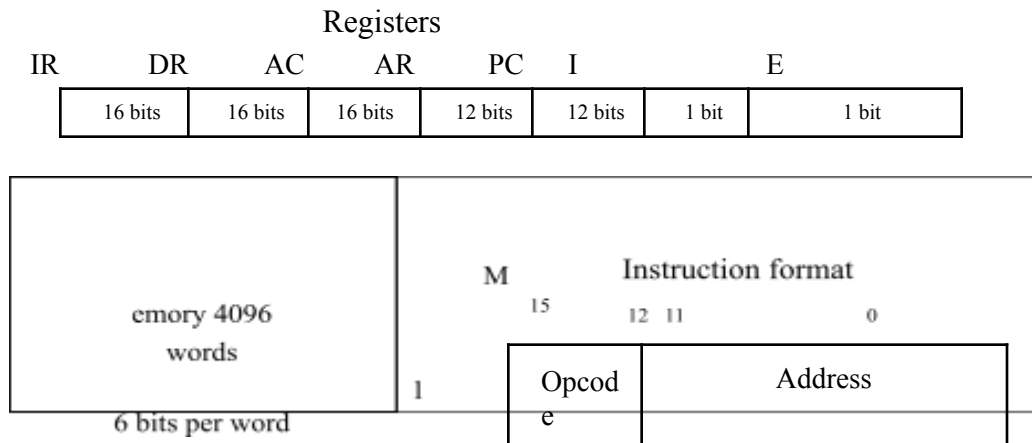 Registers
IR DR AC AR PC I E
16 bits 16 bits 16 bits 12 bits 12 bits 1 bit 1 bit
M Instruction format
15 12 11 0
emory 4096
words
l
Opcod
e
Address
6 bits per word